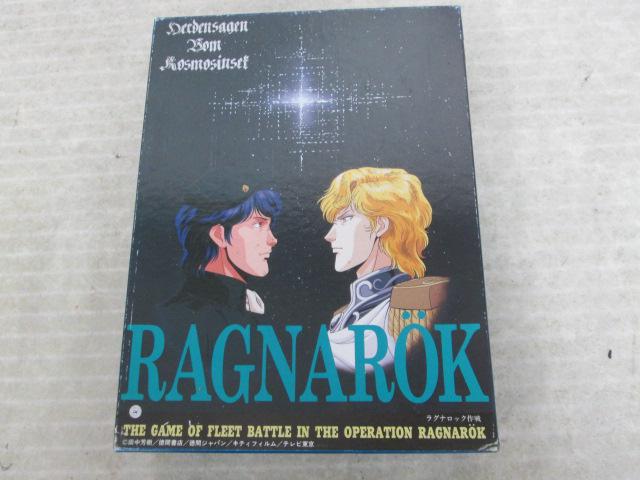 Herdensagen
Vom
Kosmosinsel
RAGNARÖK
ラグナロック作戦
THE GAME OF FLEET BATTLE IN THE OPERATION RAGNARÖK
©田中芳樹/徳間書店/徳間ジャパン/キティフィルム/テレビ東京